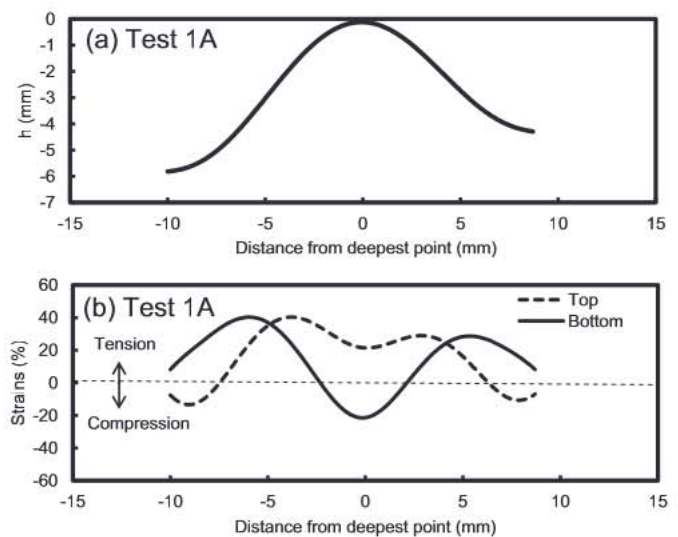 (a) Test 1A
h (mm)
0
-1
-2
-3
-4
-5
-6
-7
-15 -10 -5 0 5 10 15
Distance from deepest point (mm)
(b) Test 1A
Top
Bottom
Tension
Compression
Strains (%)
60
40
20
0
-20
-40
-60
-15 -10 -5 0 5 10 15
Distance from deepest point (mm)